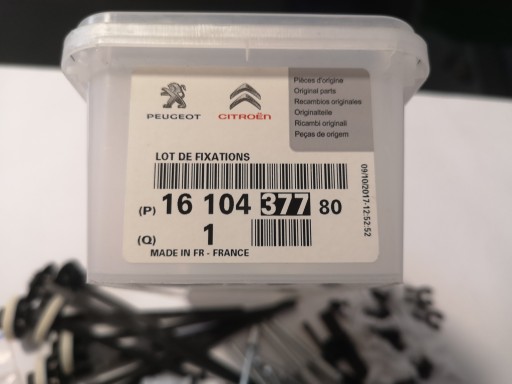 PEUGEOT
CITROËN
Pièces d'origine
Original parts
Recambios originales
Originalteile
Ricambi originali
Peças de origem
LOT DE FIXATIONS
(P) 16 104 377 80
(Q) 1
MADE IN FR - FRANCE
09/10/2017-12:52:52